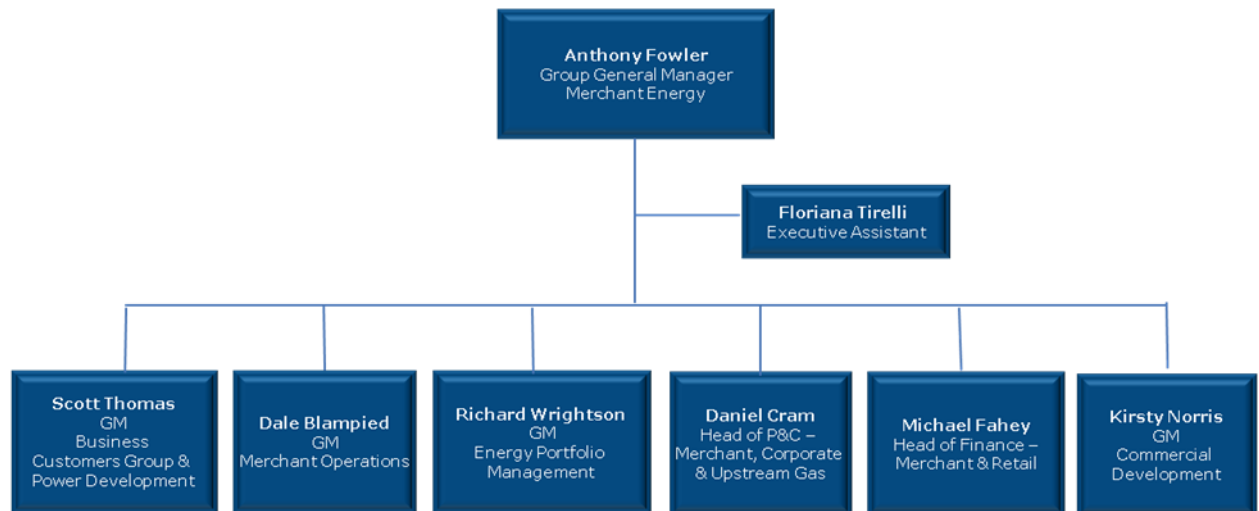 Anthony Fowler
Group General Manager
Merchant Energy
Floriana Tirelli
Executive Assistant
Scott Thomas
GM
Business
Customers Group &
Power Development
Dale Blampied
GM
Merchant Operations
Richard Wrightson
GM
Energy Portfolio
Management
Daniel Cram
Head of P&C –
Merchant, Corporate
& Upstream Gas
Michael Fahey
Head of Finance –
Merchant & Retail
Kirsty Norris
GM
Commercial
Development